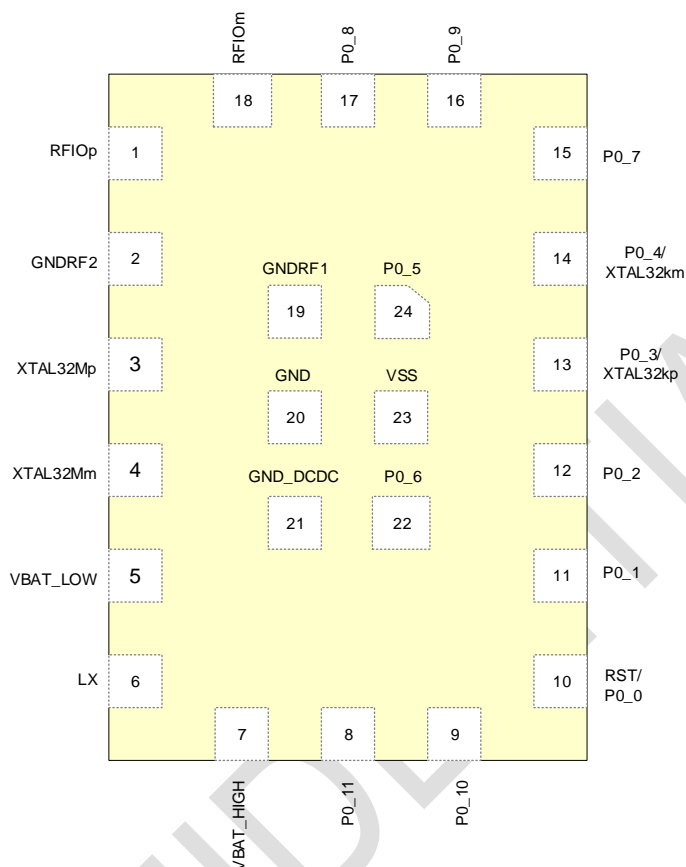 RFIOm
P0_8
P0_9
18
17
16
RFIOp
1
15
P0_7
GNDRF2
2
14
P0_4/
XTAL32km
GNDRF1
P0_5
19
24
XTAL32Mp
3
13
P0_3/
XTAL32kp
GND
VSS
20
23
XTAL32Mm
4
12
P0_2
GND_DCDC
P0_6
21
22
VBAT_LOW
5
11
P0_1
LX
6
10
RST/
P0_0
7
8
9
VBAT_HIGH
P0_11
P0_10